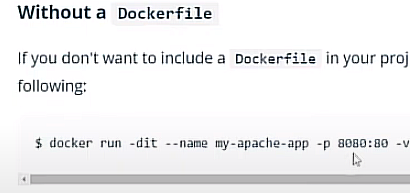 Without a Dockerfile
If you don't want to include a Dockerfile in your proj
following:
$ docker run -dit --name my-apache-app -p 8080:80 -v